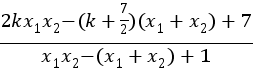 2kx₁x₂−(k + 7/2)(x₁ + x₂) + 7
x₁x₂−(x₁ + x₂) + 1